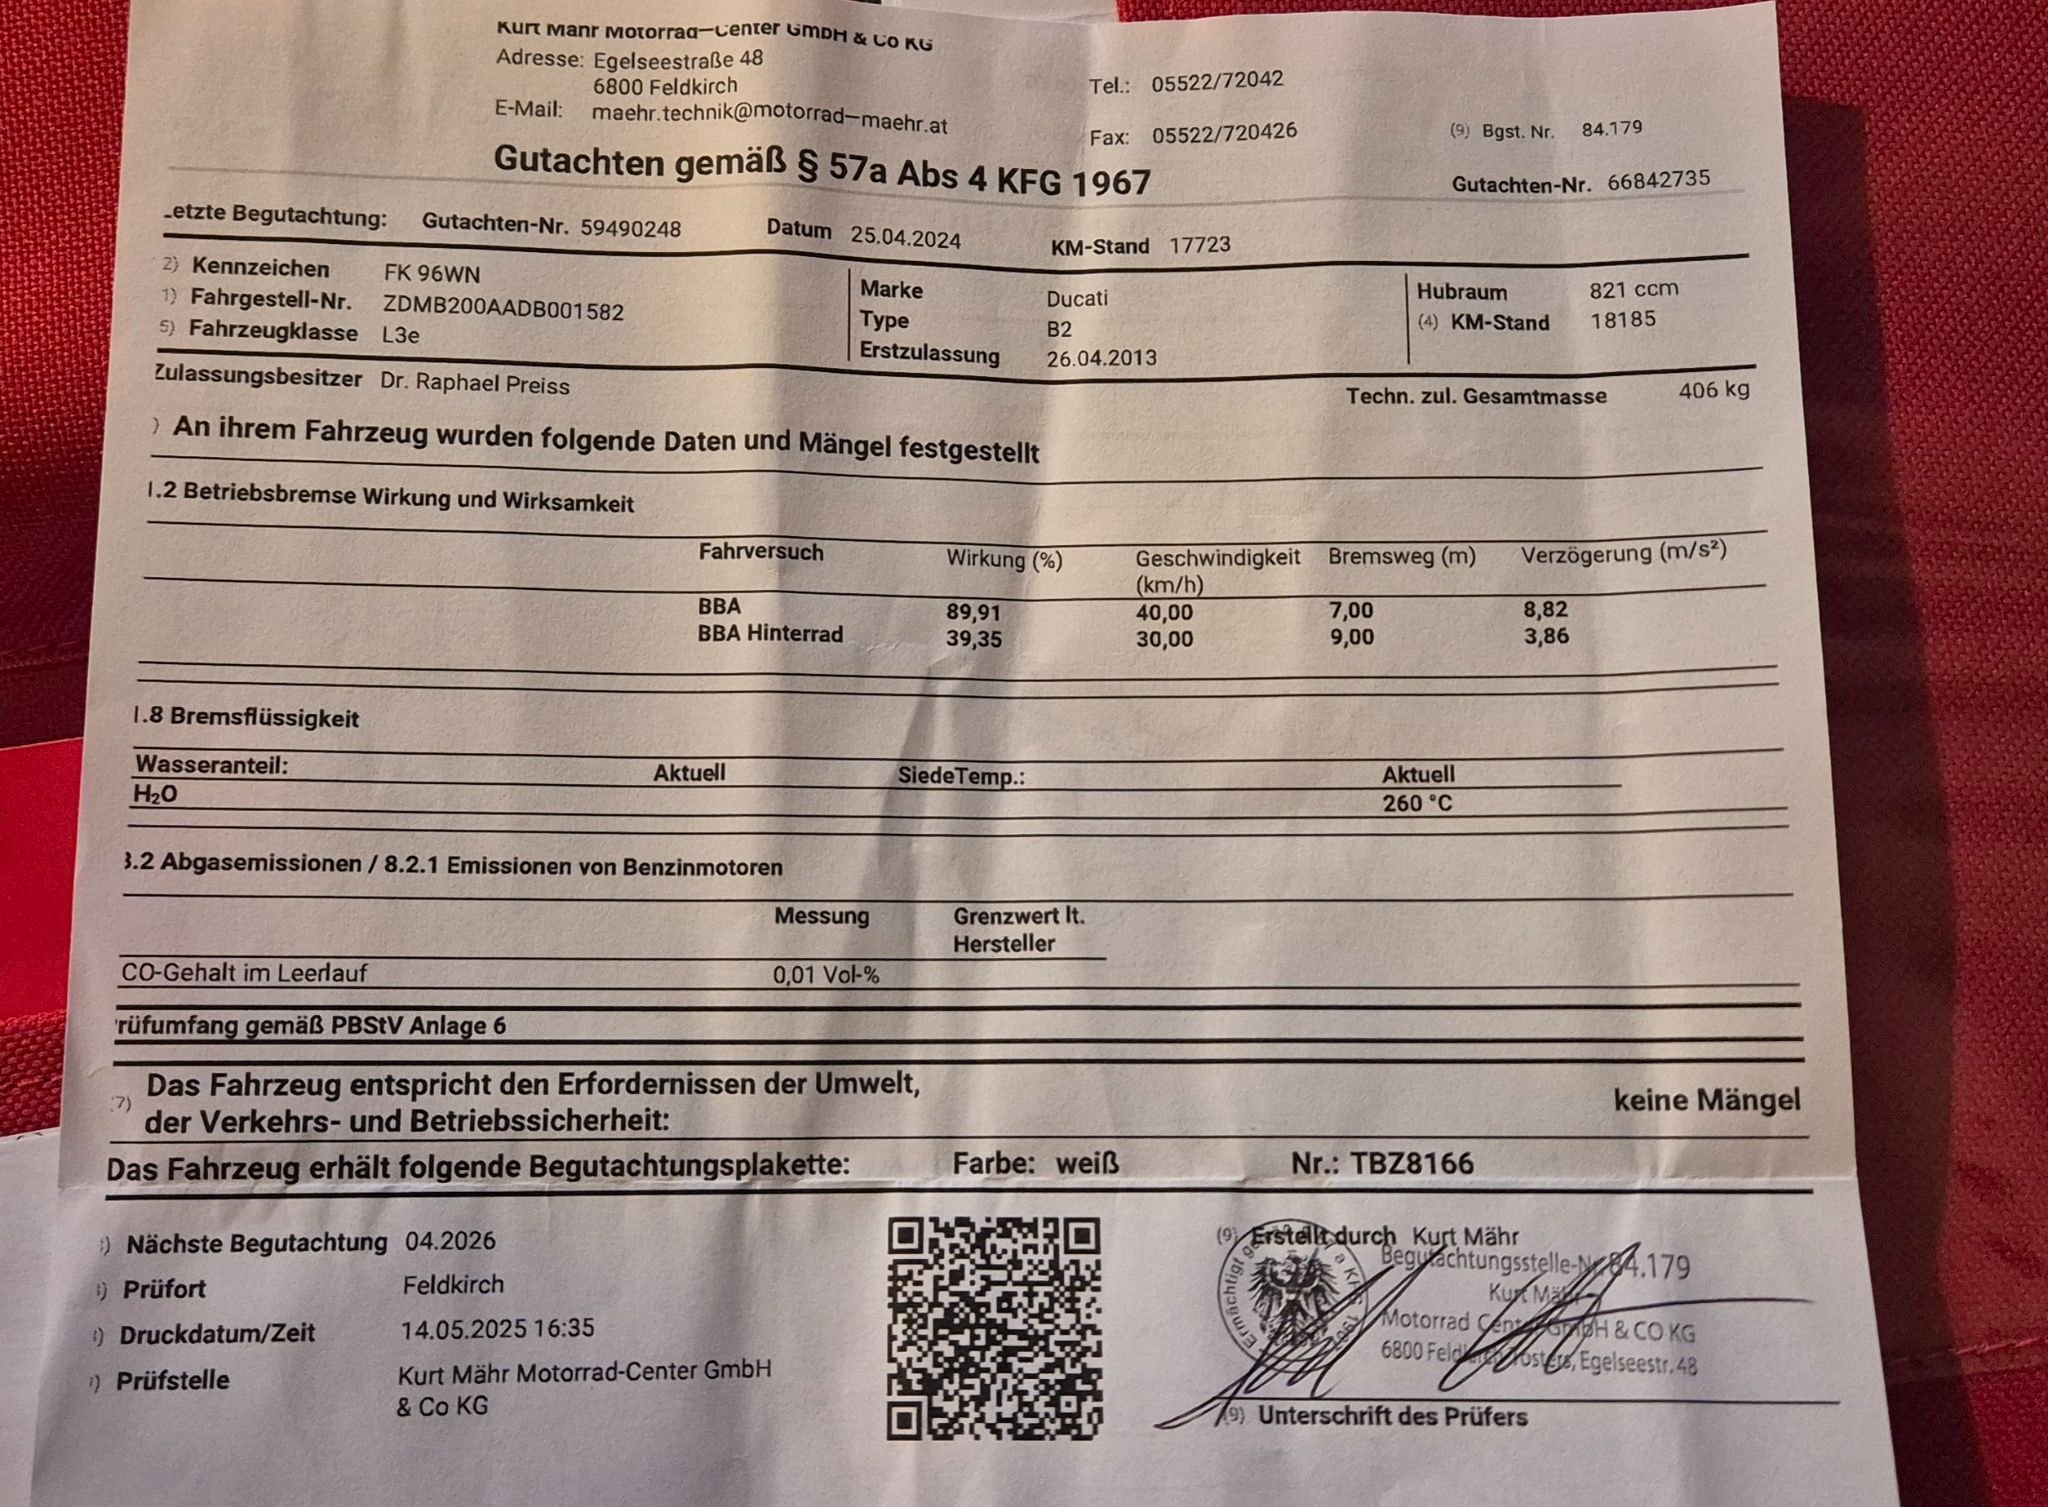 Kurt Mähr Motorrad-Center GmbH & Co KG
Adresse: Egelseestraße 48
6800 Feldkirch
Tel.: 05522/72042
E-Mail: maehr.technik@motorrad-maehr.at
Fax: 05522/720426
(9) Bgst. Nr. 84.179
Gutachten gemäß § 57a Abs 4 KFG 1967
Gutachten-Nr. 66842735
Letzte Begutachtung: Gutachten-Nr. 59490248 Datum 25.04.2024 KM-Stand 17723
2) Kennzeichen FK 96WN Marke Ducati Hubraum 821 ccm
1) Fahrgestell-Nr. ZDMB200AADB001582 Type B2 (4) KM-Stand 18185
5) Fahrzeugklasse L3e Erstzulassung 26.04.2013
Zulassungsbesitzer Dr. Raphael Preiss Techn. zul. Gesamtmasse 406 kg
) An ihrem Fahrzeug wurden folgende Daten und Mängel festgestellt
1.2 Betriebsbremse Wirkung und Wirksamkeit
Fahrversuch Wirkung (%) Geschwindigkeit (km/h) Bremsweg (m) Verzögerung (m/s²)
BBA 89,91 40,00 7,00 8,82
BBA Hinterrad 39,35 30,00 9,00 3,86
1.8 Bremsflüssigkeit
Wasseranteil: Aktuell SiedeTemp.: Aktuell
H₂O 260 °C
8.2 Abgasemissionen / 8.2.1 Emissionen von Benzinmotoren
Messung Grenzwert lt. Hersteller
CO-Gehalt im Leerlauf 0,01 Vol-%
Prüfumfang gemäß PBStV Anlage 6
7) Das Fahrzeug entspricht den Erfordernissen der Umwelt,
der Verkehrs- und Betriebssicherheit: keine Mängel
Das Fahrzeug erhält folgende Begutachtungsplakette: Farbe: weiß Nr.: TBZ8166
) Nächste Begutachtung 04.2026
) Prüfort Feldkirch
) Druckdatum/Zeit 14.05.2025 16:35
) Prüfstelle Kurt Mähr Motorrad-Center GmbH
& Co KG
(9) Erstellt durch Kurt Mähr
Begutachtungsstelle-Nr. 84.179
Kurt Mähr
Motorrad Center GmbH & CO KG
6800 Feldkirch-Tosters, Egelseestr. 48
(9) Unterschrift des Prüfers